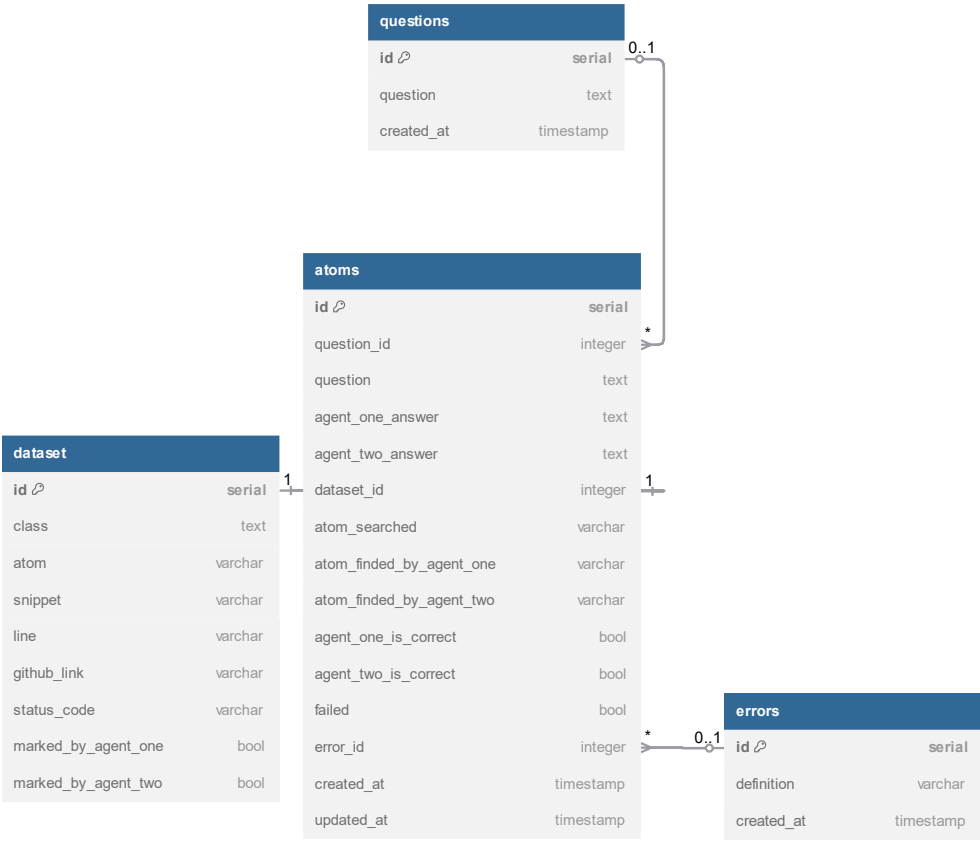 questions
id serial
0..1
question text
created_at timestamp
atoms
id serial
*
question_id integer
question text
agent_one_answer text
agent_two_answer text
dataset_id integer
1
atom_searched varchar
atom_finded_by_agent_one varchar
atom_finded_by_agent_two varchar
agent_one_is_correct bool
agent_two_is_correct bool
failed bool
error_id integer
*
created_at timestamp
updated_at timestamp
dataset
id serial
1
class text
atom varchar
snippet varchar
line varchar
github_link varchar
status_code varchar
marked_by_agent_one bool
marked_by_agent_two bool
errors
0..1
id serial
definition varchar
created_at timestamp